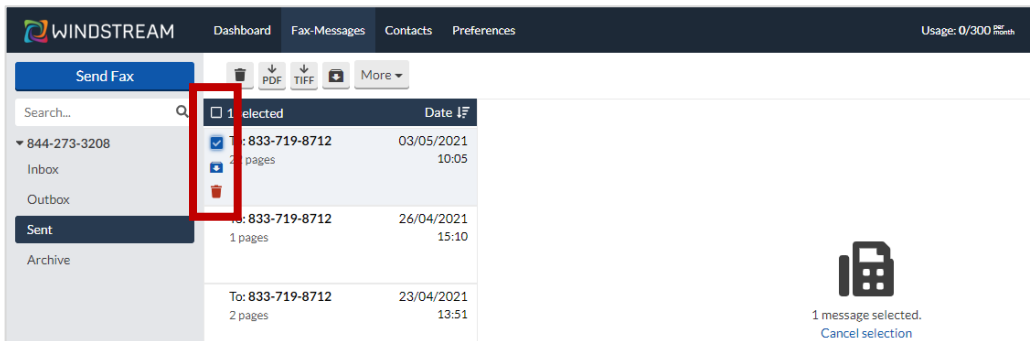 WINDSTREAM
Dashboard Fax-Messages Contacts Preferences
Usage: 0/300 per month
Send Fax
PDF TIFF More
Search...
844-273-3208
Inbox
Outbox
Sent
Archive
1 selected Date
To: 833-719-8712 03/05/2021
pages 10:05
To: 833-719-8712 26/04/2021
1 pages 15:10
To: 833-719-8712 23/04/2021
2 pages 13:51
1 message selected.
Cancel selection